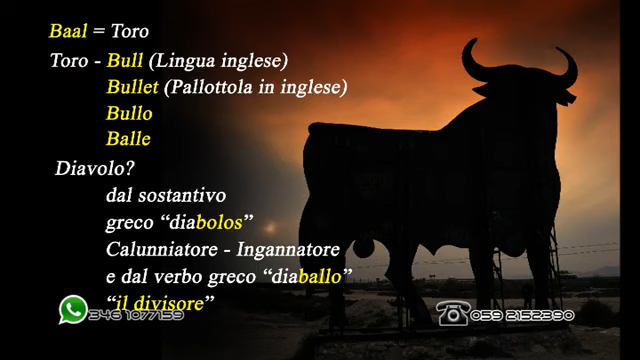 Baal = Toro
Toro - Bull (Lingua inglese)
Bullet (Pallottola in inglese)
Bullo
Balle
Diavolo?
dal sostantivo
greco “diabolos”
Calunniatore - Ingannatore
e dal verbo greco “diaballo”
“il divisore”
346 1077159
059 2152390